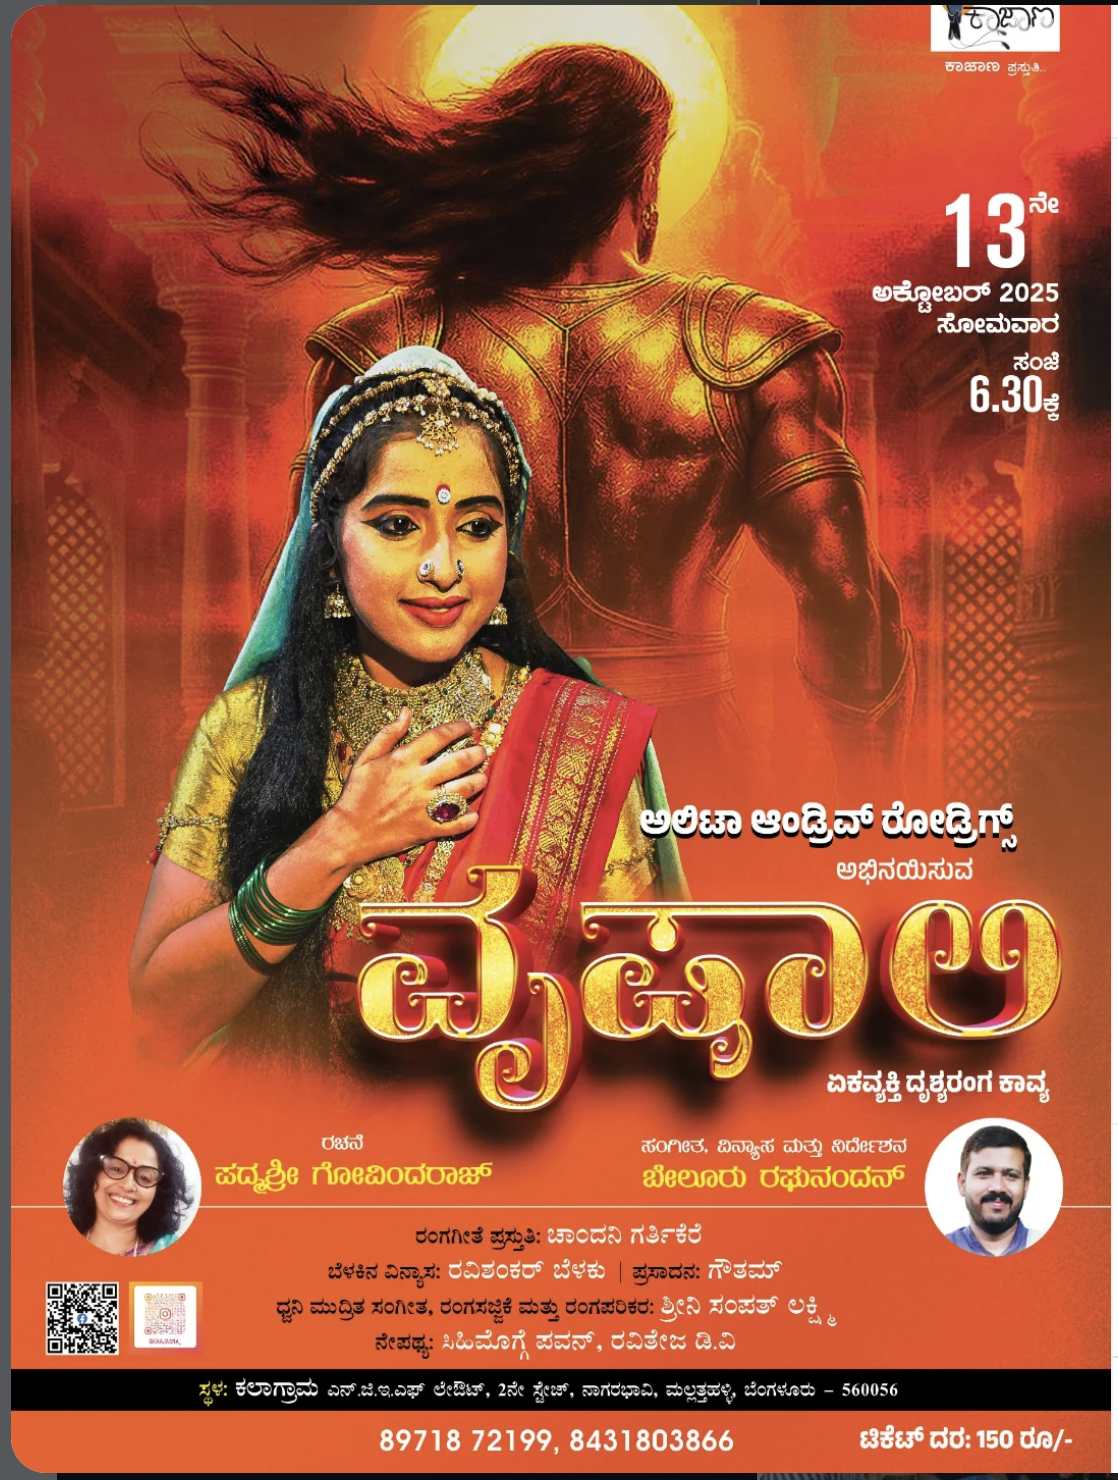 ಕಾಜಾಣ
ಕಾಜಾಣ ಪ್ರಸ್ತುತಿ..
13ನೇ
ಅಕ್ಟೋಬರ್ 2025
ಸೋಮವಾರ
ಸಂಜೆ
6.30ಕ್ಕೆ
ಅಲಿಟಾ ಆಂಡ್ರಿವ್ ರೋಡ್ರಿಗ್ಸ್
ಅಭಿನಯಿಸುವ
ವೃಷಾಲಿ
ಏಕವ್ಯಕ್ತಿ ದೃಶ್ಯರಂಗ ಕಾವ್ಯ
ರಚನೆ
ಪದ್ಮಶ್ರೀ ಗೋವಿಂದರಾಜ್
ಸಂಗೀತ, ವಿನ್ಯಾಸ ಮತ್ತು ನಿರ್ದೇಶನ
ಬೇಲೂರು ರಘುನಂದನ್
ರಂಗಗೀತೆ ಪ್ರಸ್ತುತಿ: ಚಾಂದನಿ ಗರ್ತಿಕೆರೆ
ಬೆಳಕಿನ ವಿನ್ಯಾಸ: ರವಿಶಂಕರ್ ಬೆಳಕು | ಪ್ರಸಾದನ: ಗೌತಮ್
ಧ್ವನಿ ಮುದ್ರಿತ ಸಂಗೀತ, ರಂಗಸಜ್ಜಿಕೆ ಮತ್ತು ರಂಗಪರಿಕರ: ಶ್ರೀನಿ ಸಂಪತ್ ಲಕ್ಷ್ಮಿ
ನೇಪಥ್ಯ: ಸಿಹಿಮೊಗ್ಗೆ ಪವನ್, ರವಿತೇಜ ಡಿ.ವಿ
ಸ್ಥಳ: ಕಲಾಗ್ರಾಮ ಎನ್.ಜಿ.ಇ.ಎಫ್ ಲೇಔಟ್, 2ನೇ ಸ್ಟೇಜ್, ನಾಗರಭಾವಿ, ಮಲ್ಲತ್ತಹಳ್ಳಿ, ಬೆಂಗಳೂರು – 560056
89718 72199, 8431803866
ಟಿಕೆಟ್ ದರ: 150 ರೂ/-